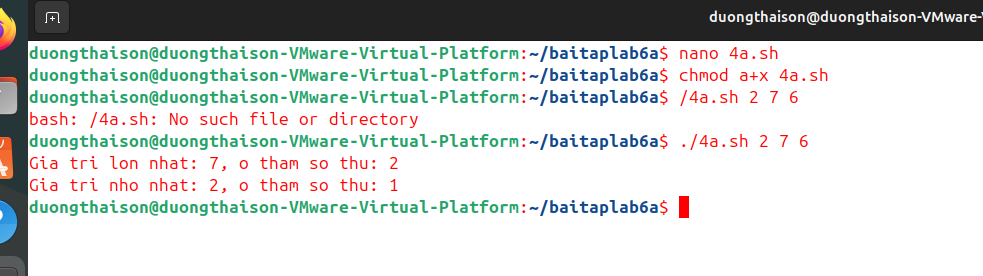 duongthaison@duongthaison-VMware-V
duongthaison@duongthaison-VMware-Virtual-Platform:~/baitaplab6a$ nano 4a.sh
duongthaison@duongthaison-VMware-Virtual-Platform:~/baitaplab6a$ chmod a+x 4a.sh
duongthaison@duongthaison-VMware-Virtual-Platform:~/baitaplab6a$ /4a.sh 2 7 6
bash: /4a.sh: No such file or directory
duongthaison@duongthaison-VMware-Virtual-Platform:~/baitaplab6a$ ./4a.sh 2 7 6
Gia tri lon nhat: 7, o tham so thu: 2
Gia tri nho nhat: 2, o tham so thu: 1
duongthaison@duongthaison-VMware-Virtual-Platform:~/baitaplab6a$